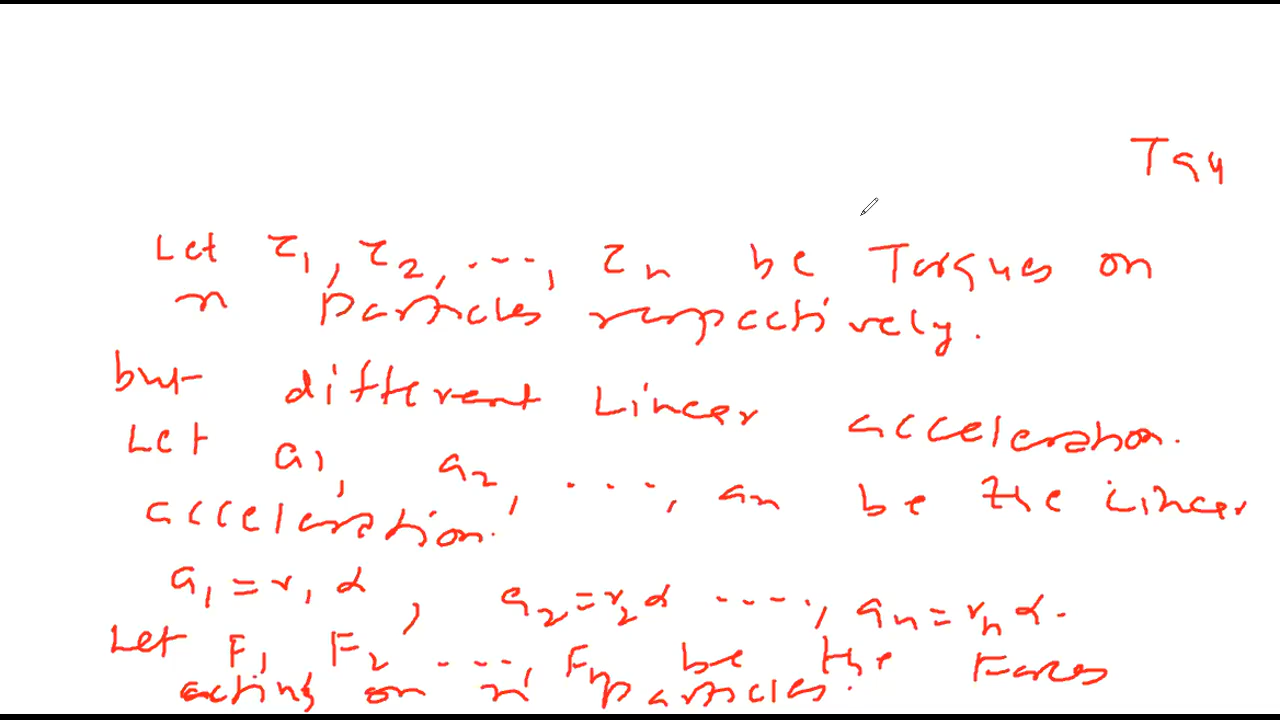 Let τ1, τ2, ..., τn be Torques on
n particles respectively.
but different Linear acceleration.
Let a1, a2, ..., an be the Linear
acceleration.
a1 = r1 α, a2 = r2 α ...., an = rn α.
Let F1, F2 ..., Fn be the Forces
acting on n particles.